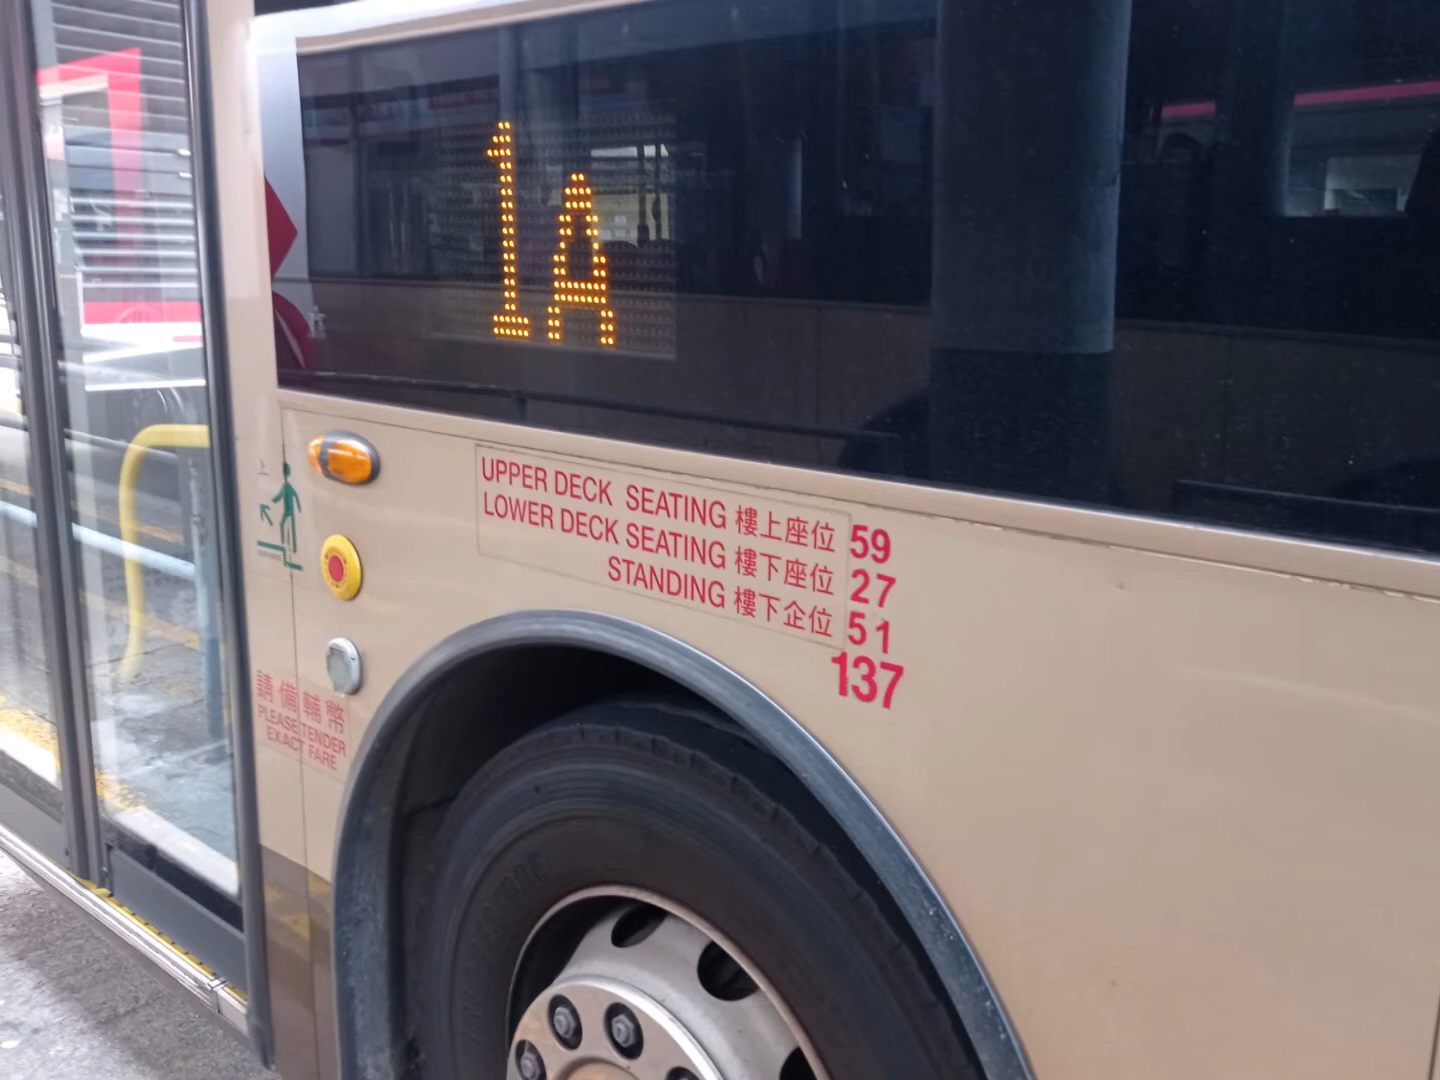 1A
UPPER DECK SEATING 樓上座位 59
LOWER DECK SEATING 樓下座位 27
STANDING 樓下企位 51
137
上
請備輔幣
PLEASE TENDER
EXACT FARE